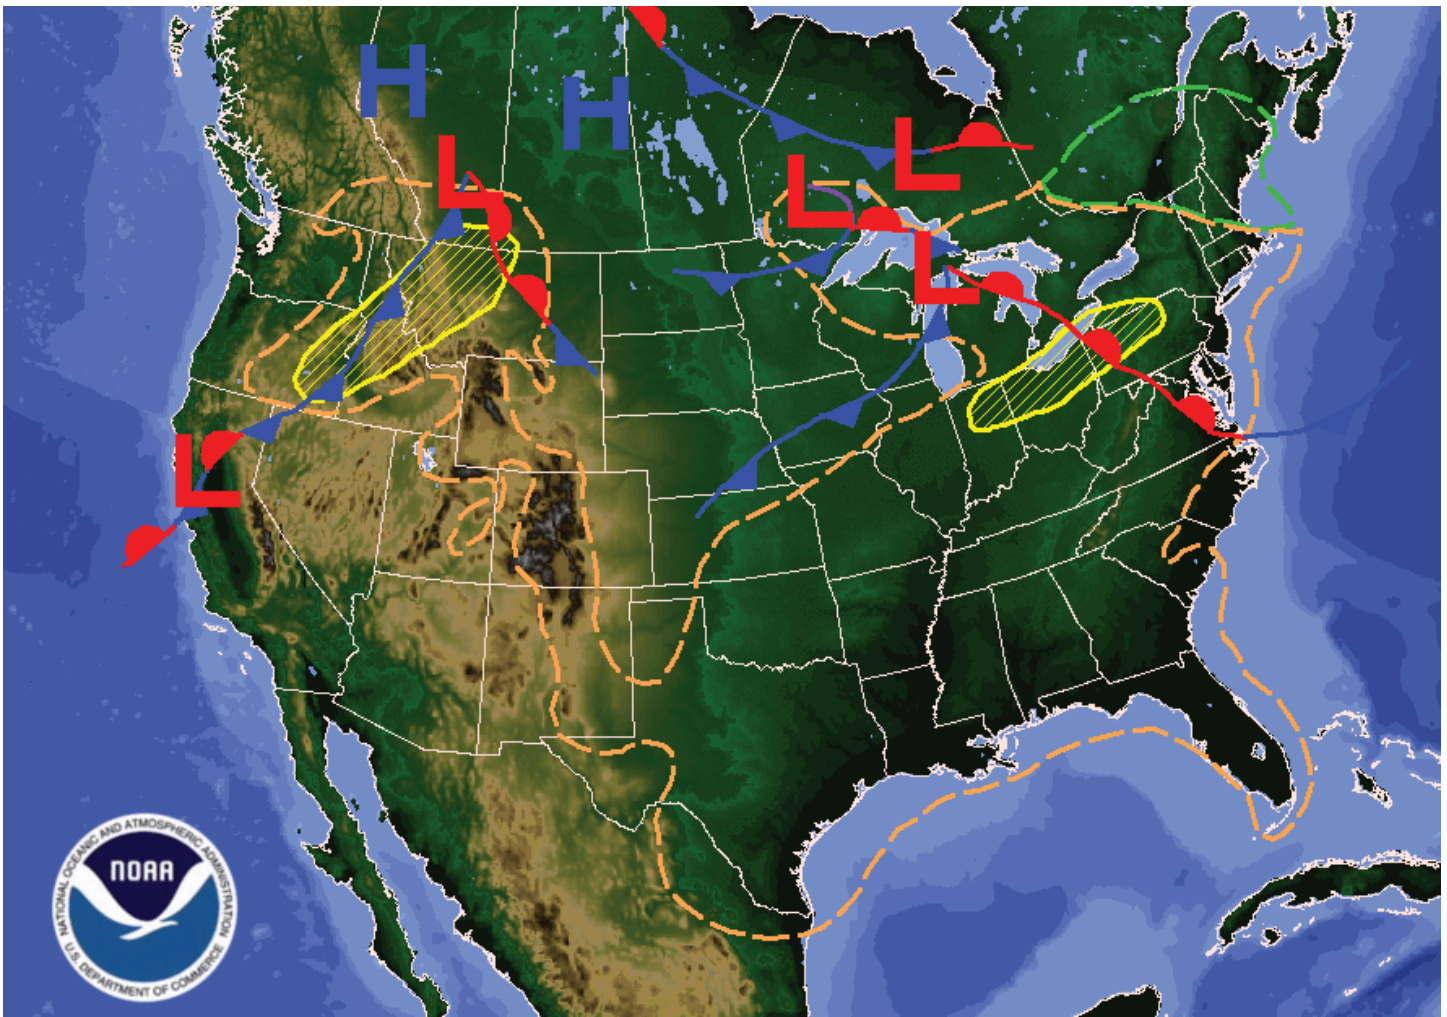 H
H
L
L
L
L
L
NOAA
NATIONAL OCEANIC AND ATMOSPHERIC ADMINISTRATION
U.S. DEPARTMENT OF COMMERCE